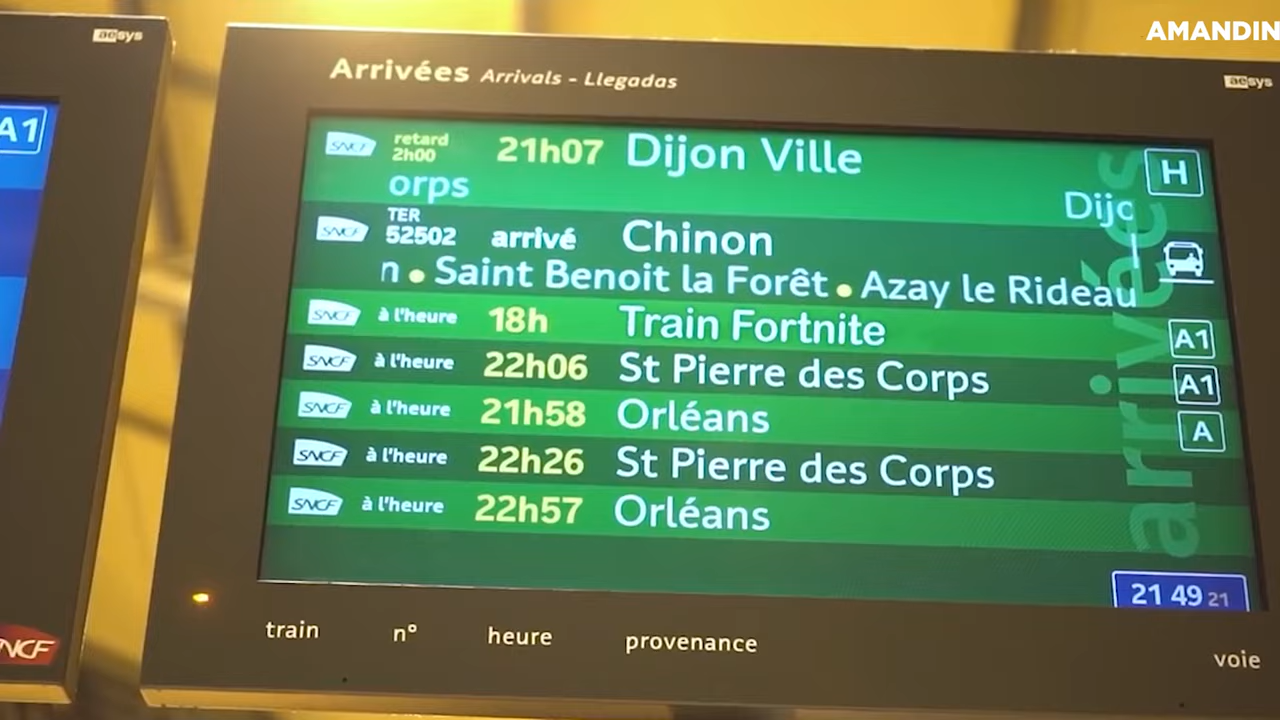 AMANDIN
aesys
aesys
Arrivées Arrivals - Llegadas
A1
SNCF retard 2h00 21h07 Dijon Ville H
orps Dijc
SNCF TER 52502 arrivé Chinon
n • Saint Benoit la Forêt • Azay le Rideau
SNCF à l'heure 18h Train Fortnite A1
SNCF à l'heure 22h06 St Pierre des Corps A1
SNCF à l'heure 21h58 Orléans A
SNCF à l'heure 22h26 St Pierre des Corps
SNCF à l'heure 22h57 Orléans
arrivées
21 49 21
train n° heure provenance voie
NCF